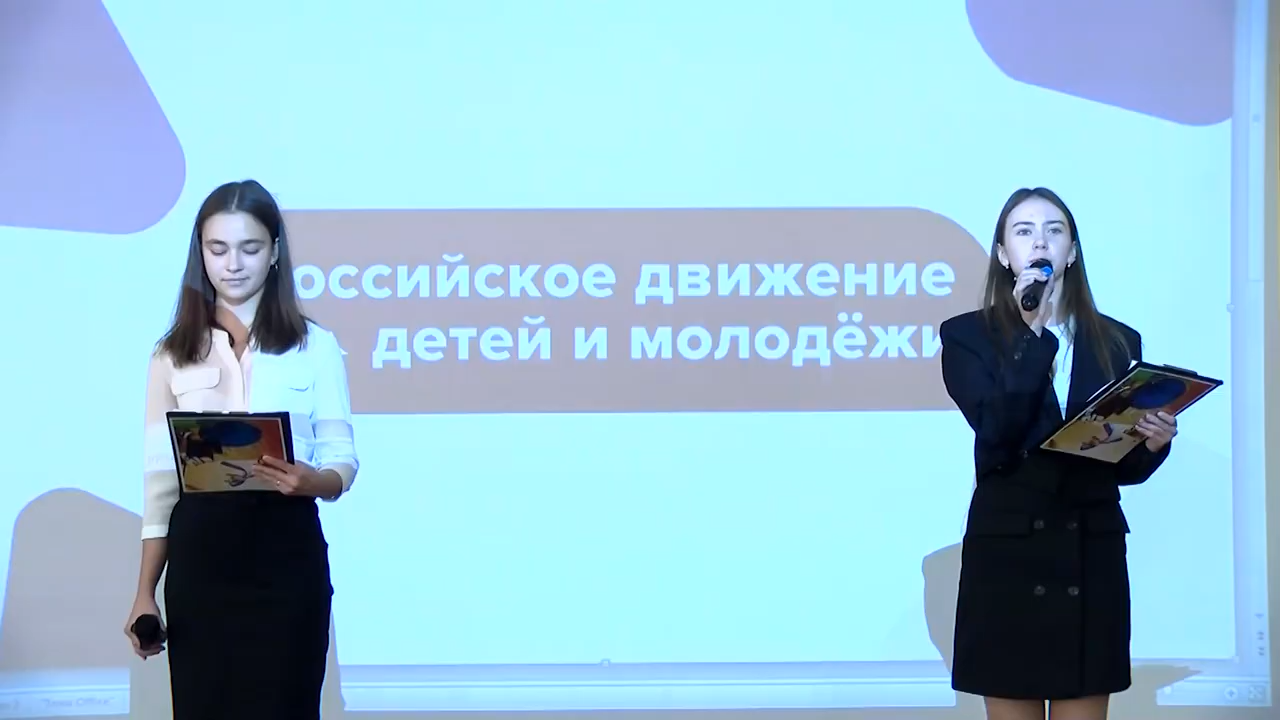 оссийское движение
детей и молодёжи